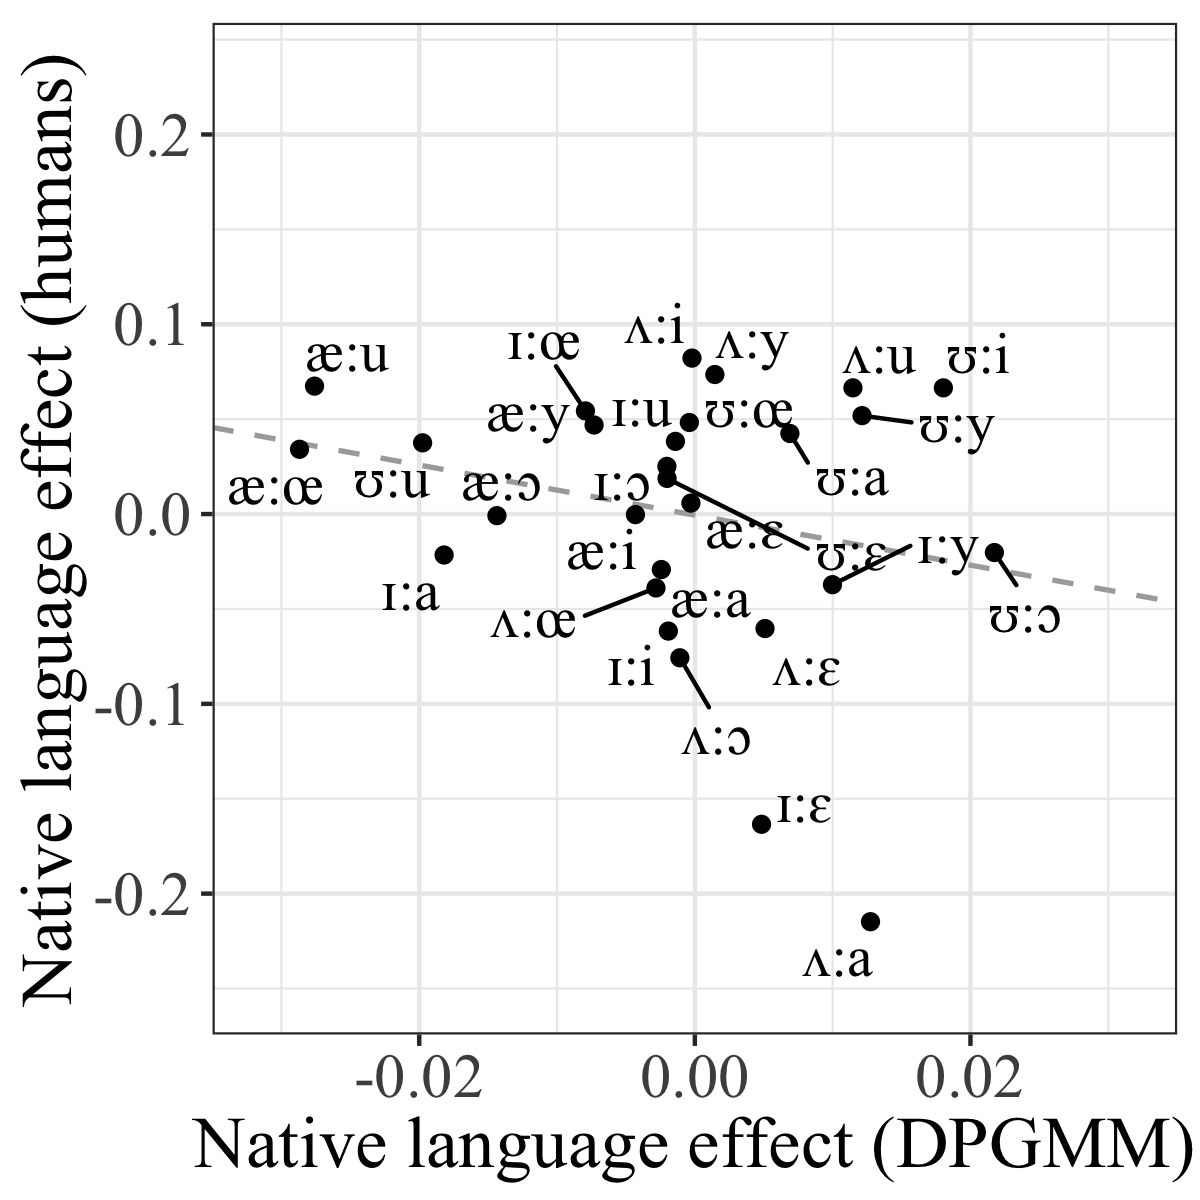 Native language effect (humans)
0.2
0.1
0.0
-0.1
-0.2
ʌ:i
ʌ:y
ɪ:œ
æ:u
ʌ:u
ʊ:i
æ:y
ɪ:u
ʊ:œ
ʊ:y
æ:œ
ʊ:u
æ:ɔ
ɪ:ɔ
ʊ:a
æ:ɛ
æ:i
ʊ:ɛ
ɪ:y
ɪ:a
æ:a
ʌ:œ
ʊ:ɔ
ɪ:i
ʌ:ɛ
ʌ:ɔ
ɪ:ɛ
ʌ:a
-0.02
0.00
0.02
Native language effect (DPGMM)